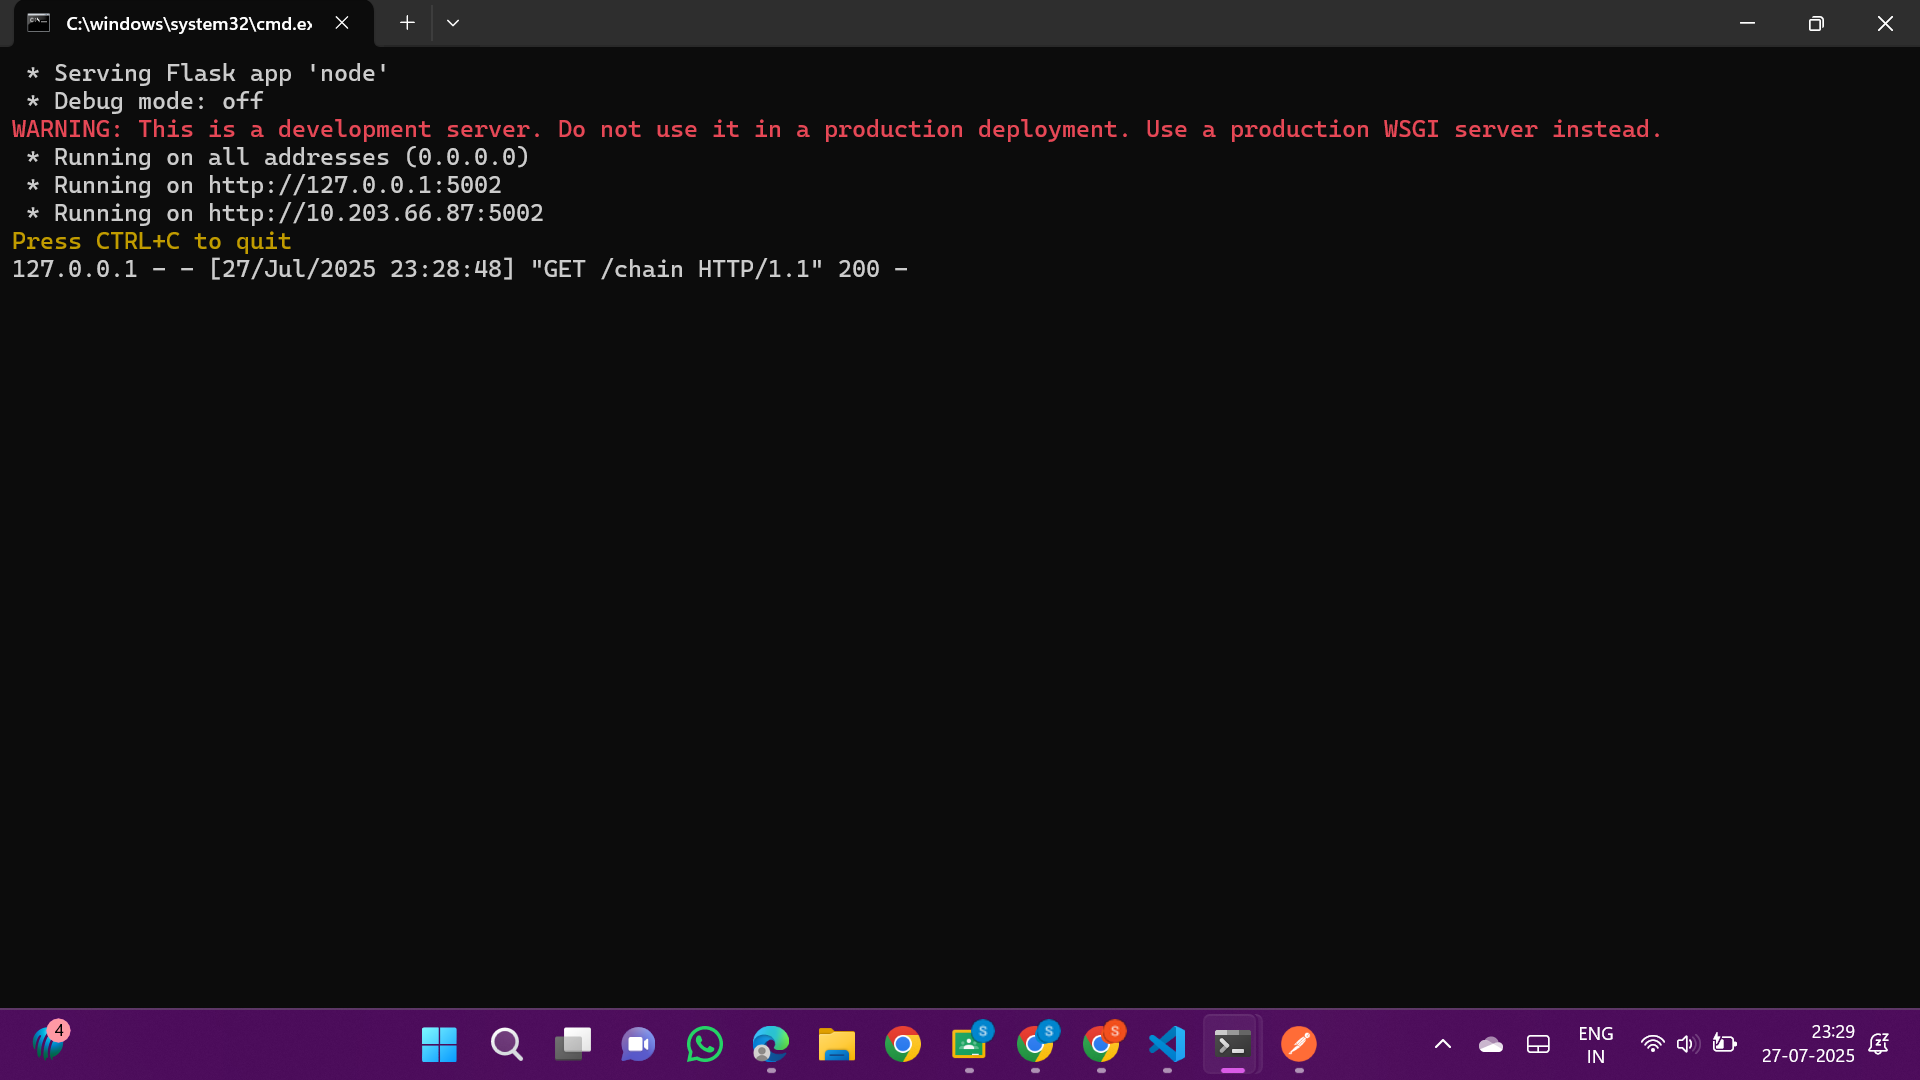 C:\windows\system32\cmd.ex
* Serving Flask app 'node'
* Debug mode: off
WARNING: This is a development server. Do not use it in a production deployment. Use a production WSGI server instead.
* Running on all addresses (0.0.0.0)
* Running on http://127.0.0.1:5002
* Running on http://10.203.66.87:5002
Press CTRL+C to quit
127.0.0.1 - - [27/Jul/2025 23:28:48] "GET /chain HTTP/1.1" 200 -
4
S
S
S
ENG
IN
23:29
27-07-2025